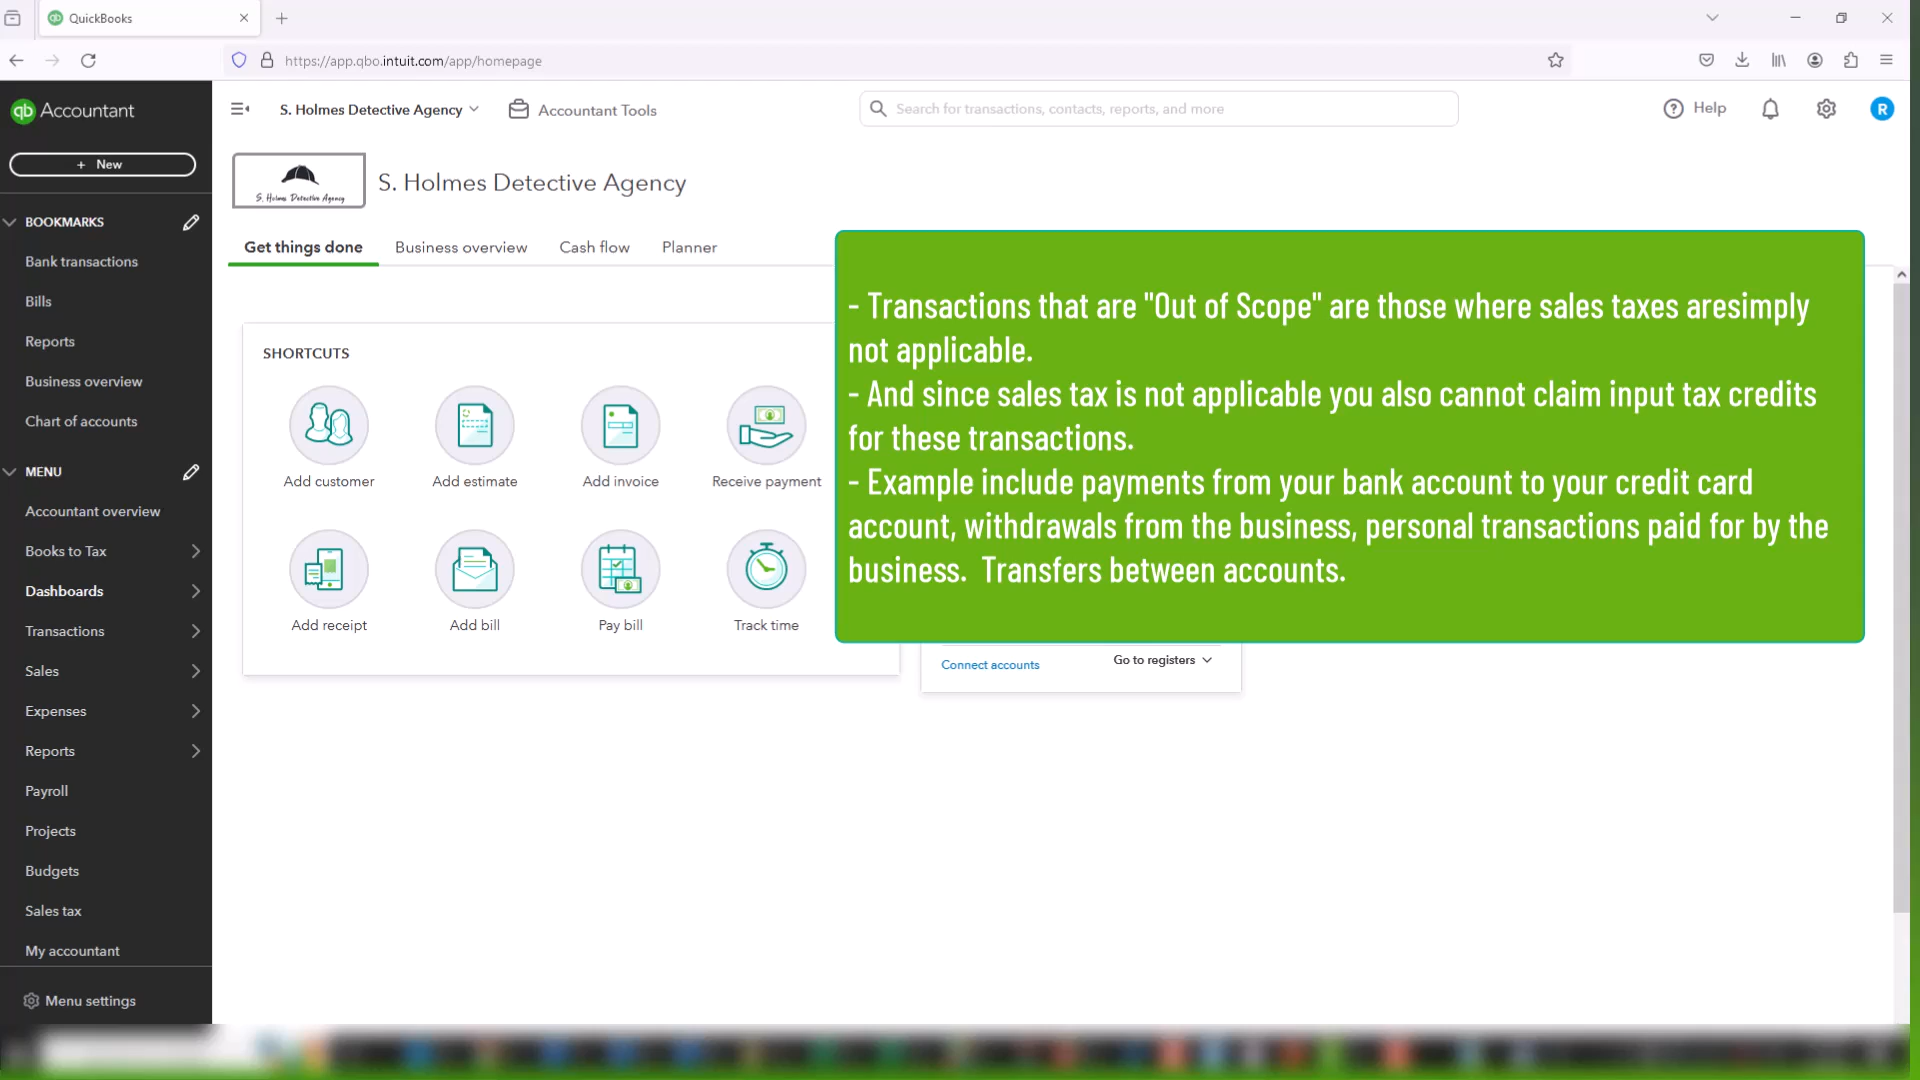 QuickBooks
https://app.qbo.intuit.com/app/homepage
qb Accountant
S. Holmes Detective Agency
Accountant Tools
Search for transactions, contacts, reports, and more
Help
R
+ New
S. Holmes Detective Agency
S. Holmes Detective Agency
BOOKMARKS
Bank transactions
Bills
Reports
Business overview
Chart of accounts
MENU
Accountant overview
Books to Tax
Dashboards
Transactions
Sales
Expenses
Reports
Payroll
Projects
Budgets
Sales tax
My accountant
Menu settings
Get things done Business overview Cash flow Planner
SHORTCUTS
Add customer Add estimate Add invoice Receive payment
Add receipt Add bill Pay bill Track time
- Transactions that are "Out of Scope" are those where sales taxes aresimply
not applicable.
- And since sales tax is not applicable you also cannot claim input tax credits
for these transactions.
- Example include payments from your bank account to your credit card
account, withdrawals from the business, personal transactions paid for by the
business.  Transfers between accounts.
Connect accounts Go to registers